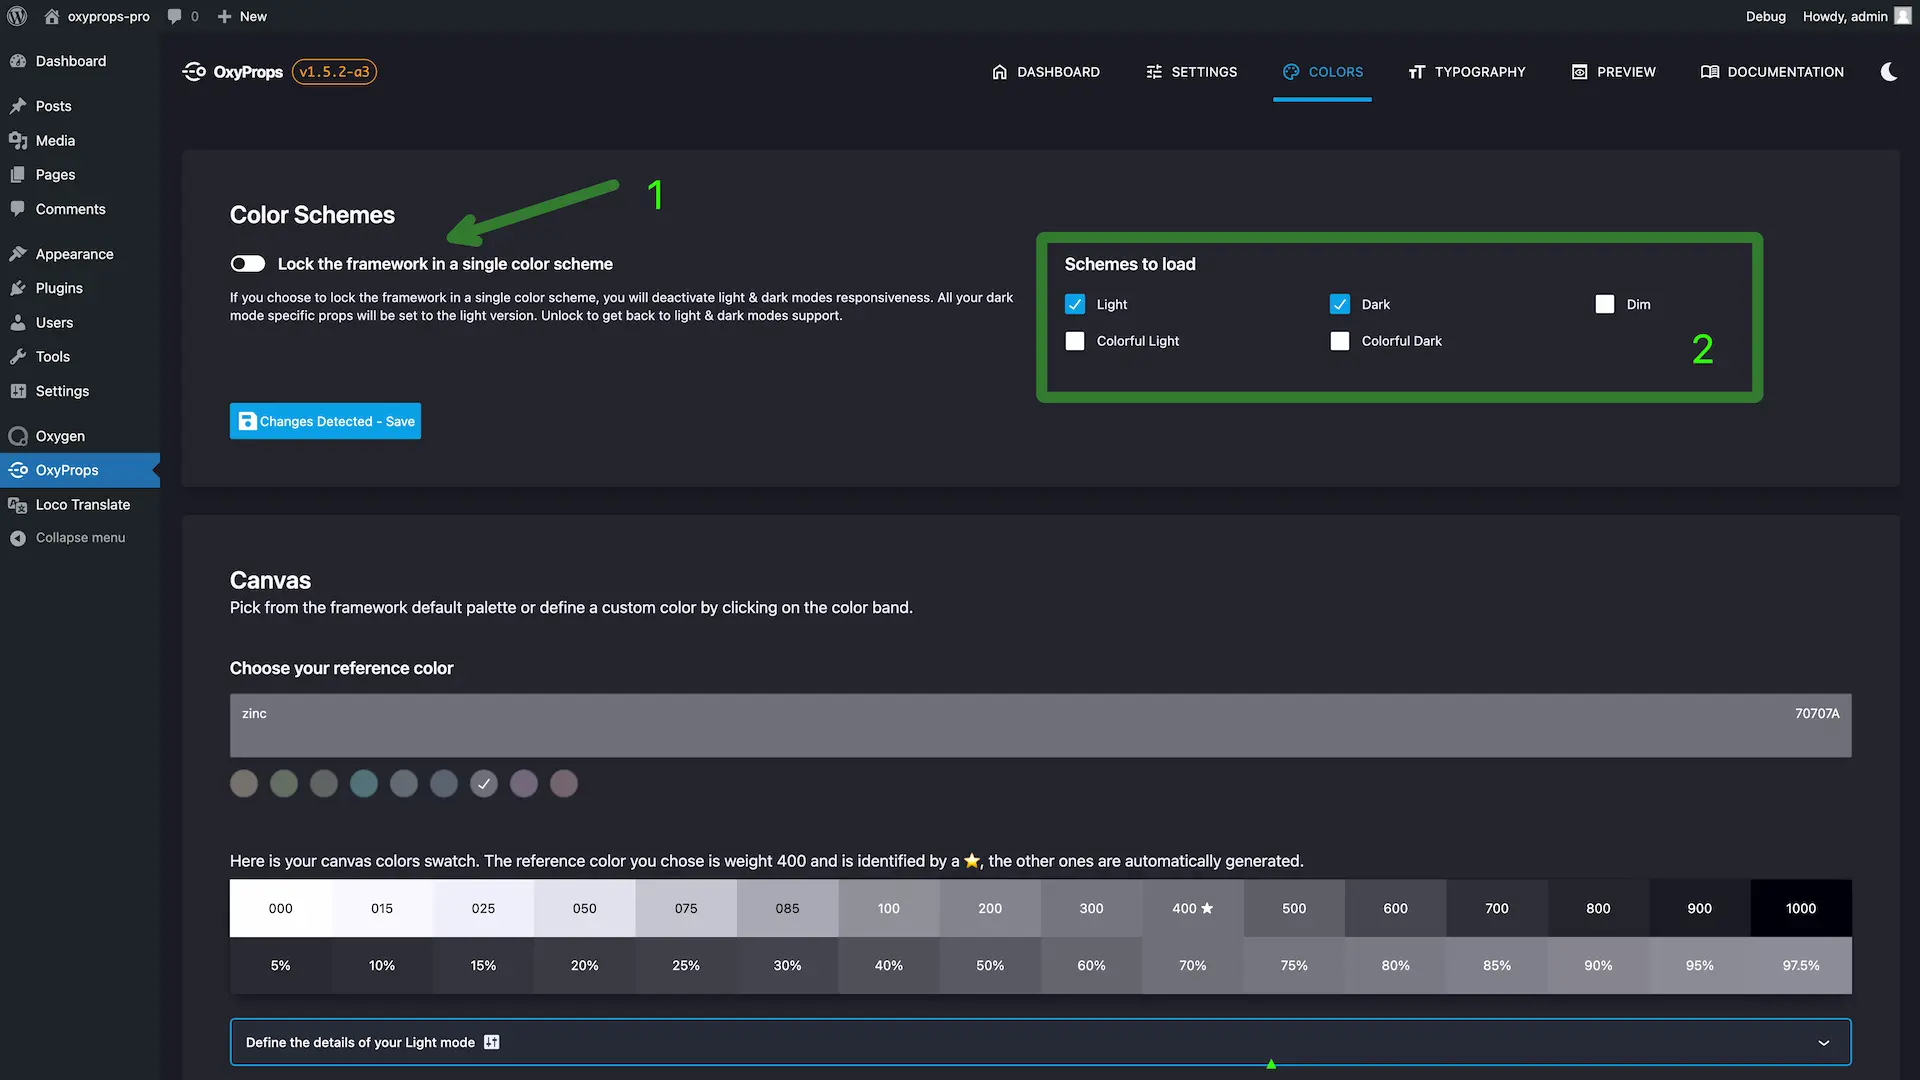 oxyprops-pro
0
New
Debug
Howdy, admin
Dashboard
Posts
Media
Pages
Comments
Appearance
Plugins
Users
Tools
Settings
Oxygen
OxyProps
Loco Translate
Collapse menu
OxyProps
v1.5.2-a3
DASHBOARD
SETTINGS
COLORS
TYPOGRAPHY
PREVIEW
DOCUMENTATION
1
Color Schemes
Lock the framework in a single color scheme
If you choose to lock the framework in a single color scheme, you will deactivate light & dark modes responsiveness. All your dark
mode specific props will be set to the light version. Unlock to get back to light & dark modes support.
Changes Detected - Save
Schemes to load
Light
Dark
Dim
Colorful Light
Colorful Dark
2
Canvas
Pick from the framework default palette or define a custom color by clicking on the color band.
Choose your reference color
zinc
70707A
Here is your canvas colors swatch. The reference color you chose is weight 400 and is identified by a ⭐, the other ones are automatically generated.
000 015 025 050 075 085 100 200 300 400 ★ 500 600 700 800 900 1000
5% 10% 15% 20% 25% 30% 40% 50% 60% 70% 75% 80% 85% 90% 95% 97.5%
Define the details of your Light mode